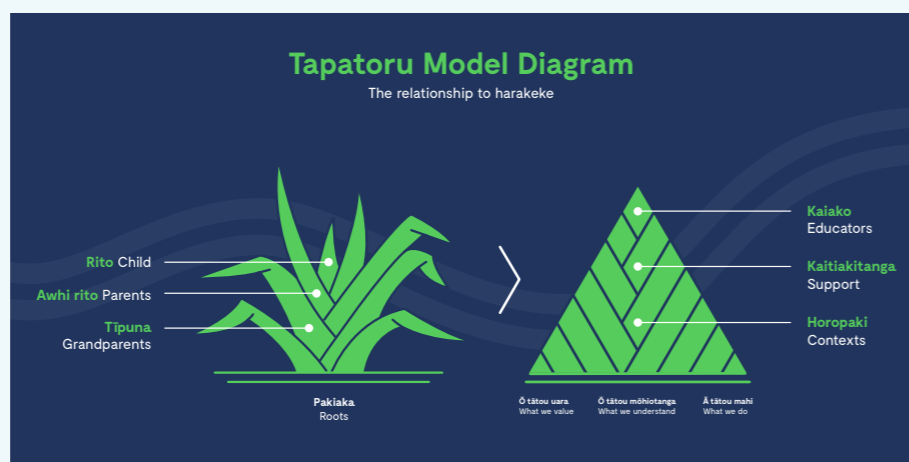 Tapatoru Model Diagram
The relationship to harakeke
Rito Child
Awhi rito Parents
Tīpuna
Grandparents
Pakiaka
Roots
Kaiako
Educators
Kaitiakitanga
Support
Horopaki
Contexts
Ō tātou uara
What we value
Ō tātou mōhiotanga
What we understand
Ā tātou mahi
What we do